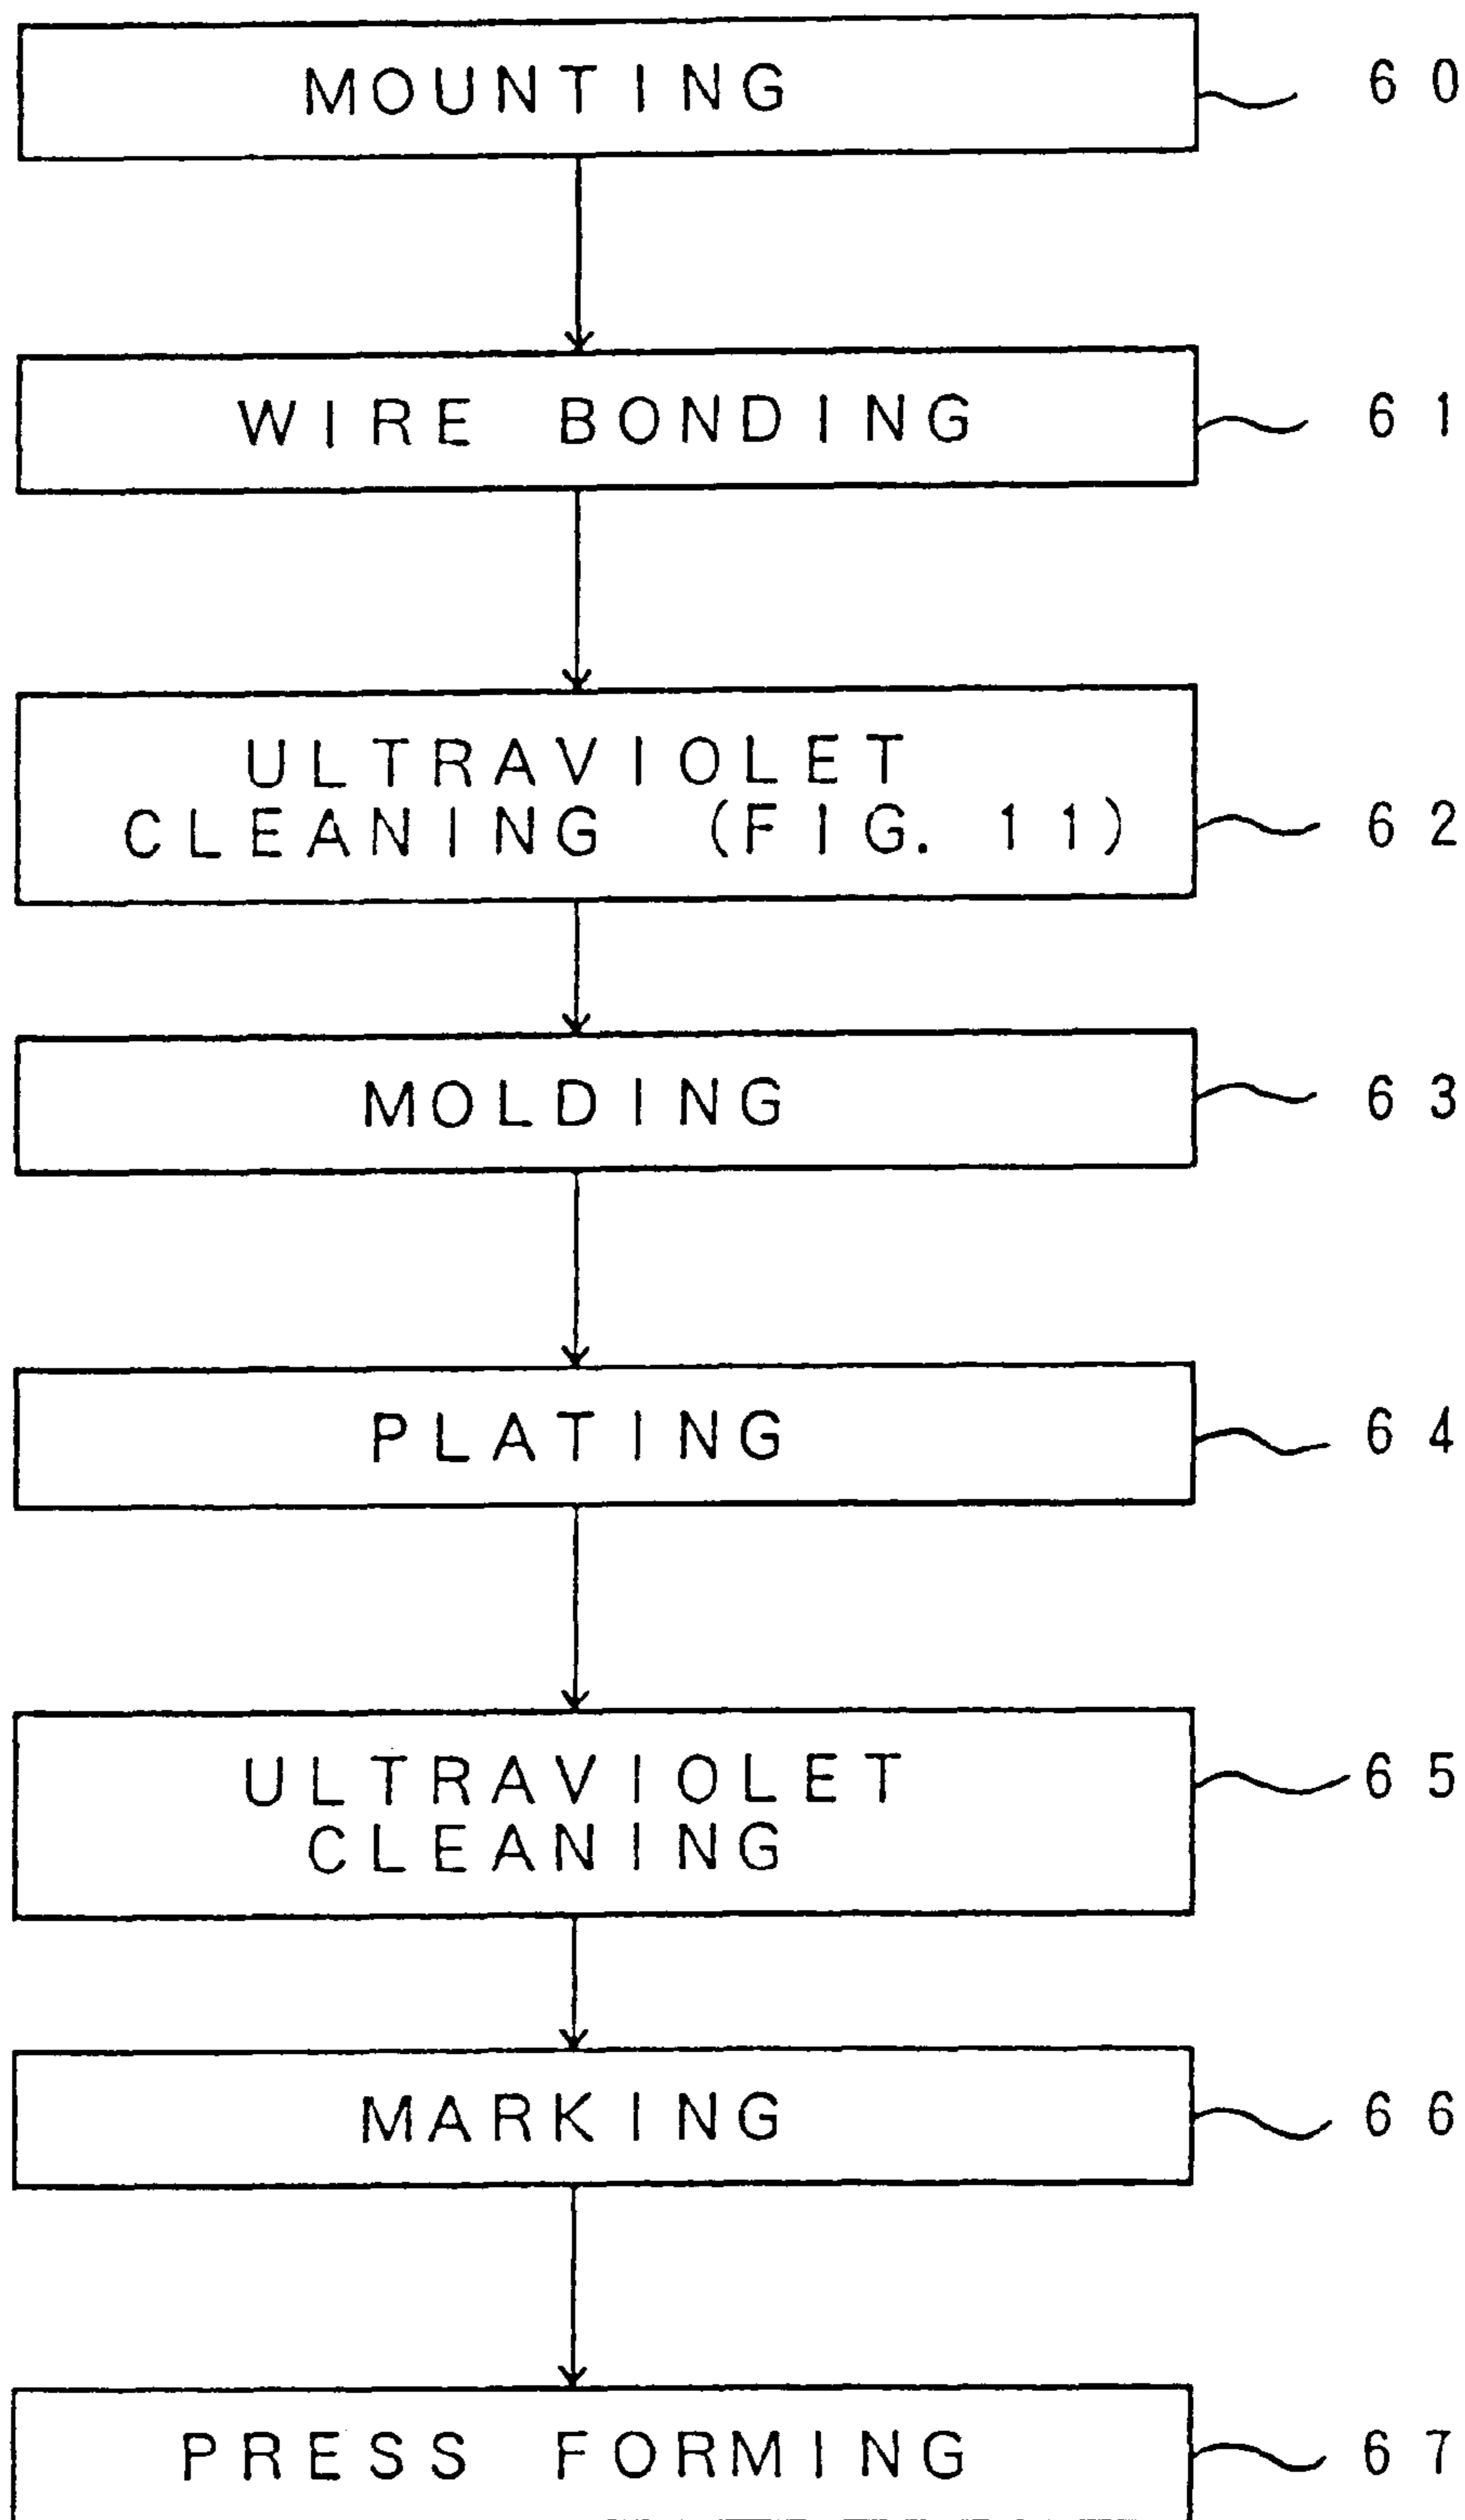 MOUNTING 60
WIRE BONDING 61
ULTRAVIOLET
CLEANING (FIG. 11) 62
MOLDING 63
PLATING 64
ULTRAVIOLET 65
CLEANING
MARKING 66
PRESS FORMING 67